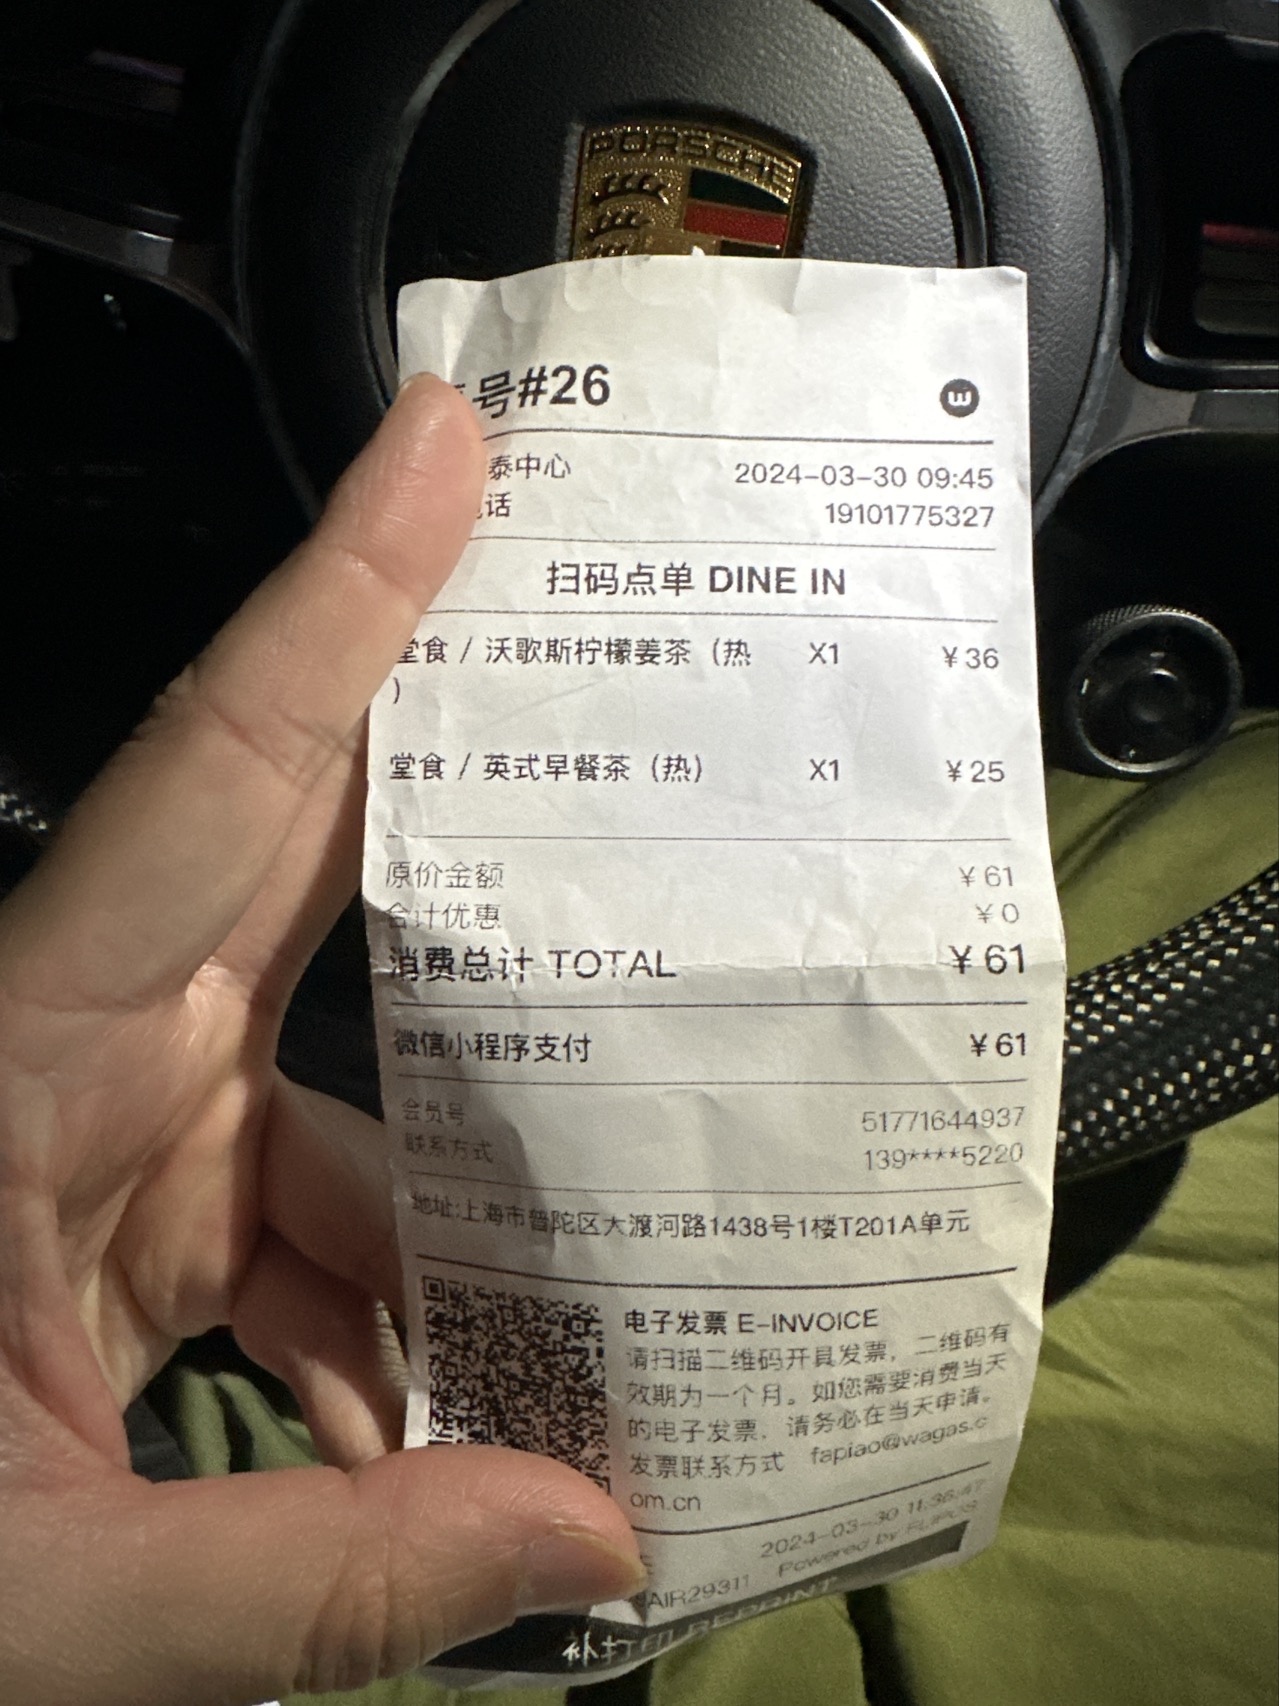 PORSCHE
号#26
泰中心 2024-03-30 09:45
话 19101775327
扫码点单 DINE IN
堂食 / 沃歌斯柠檬姜茶（热 X1 ¥36
）
堂食 / 英式早餐茶（热） X1 ¥25
原价金额 ¥61
合计优惠 ¥0
消费总计 TOTAL ¥61
微信小程序支付 ¥61
会员号 51771644937
联系方式 139****5220
地址:上海市普陀区大渡河路1438号1楼T201A单元
电子发票 E-INVOICE
请扫描二维码开具发票，二维码有
效期为一个月。如您需要消费当天
的电子发票，请务必在当天申请。
发票联系方式 fapiao@wagas.c
om.cn
2024-03-30 11:36:47
AIR29311 Powered by FLIPOS
补打印 REPRINT